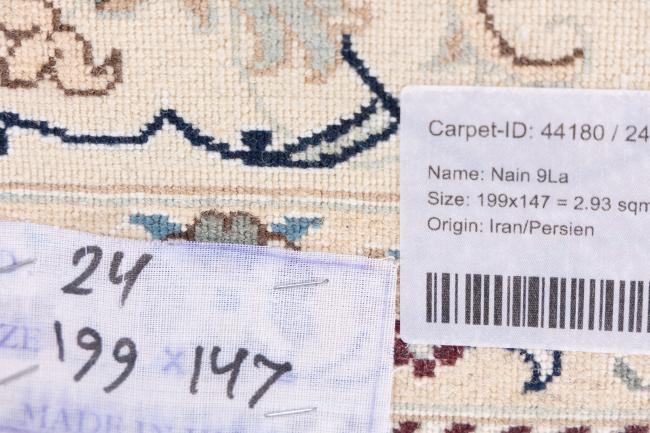 Carpet-ID: 44180 / 24
Name: Nain 9La
Size: 199x147 = 2.93 sqm
Origin: Iran/Persien
24
199 x 147
MADE IN